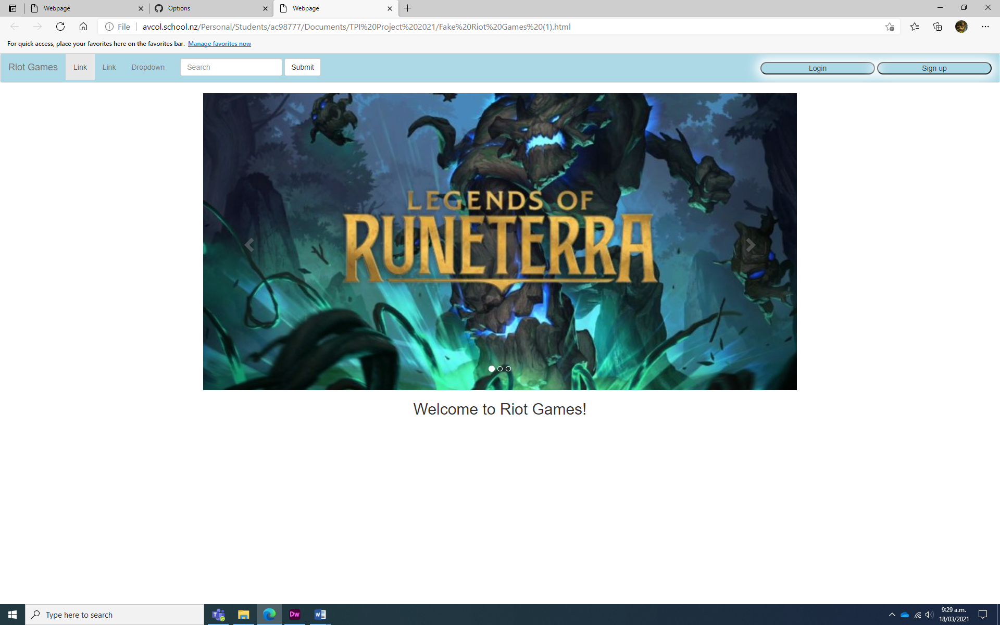 Webpage
Options
Webpage
File
avcol.school.nz/Personal/Students/ac98777/Documents/TPI%20Project%202021/Fake%20Riot%20Games%20(1).html
For quick access, place your favorites here on the favorites bar. Manage favorites now
Riot Games
Link
Link
Dropdown
Search
Submit
Login
Sign up
LEGENDS OF
RUNETERRA
Welcome to Riot Games!
Type here to search
T
Dw
W
9:29 a.m.
18/03/2021